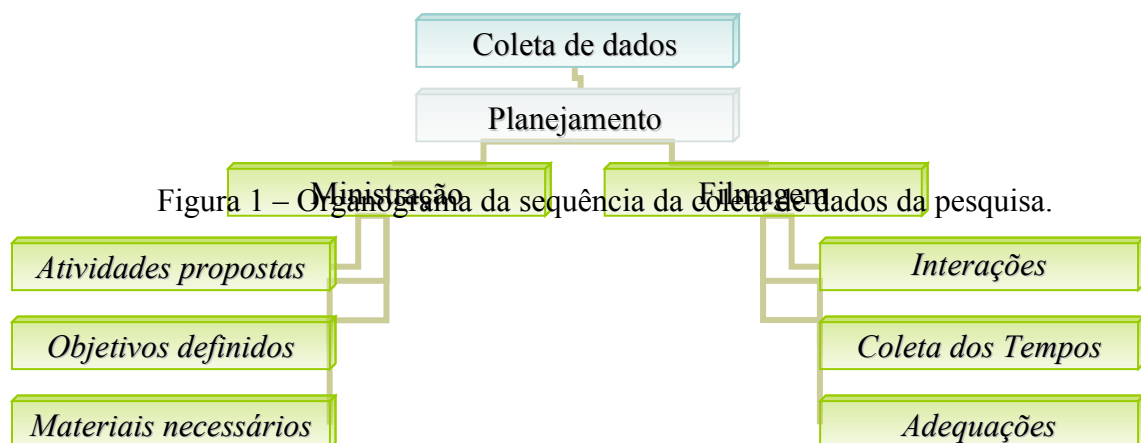 Coleta de dados
Planejamento
Ministração
Filmagem
Figura 1 – Organograma da sequência da coleta de dados da pesquisa.
Atividades propostas
Interações
Objetivos definidos
Coleta dos Tempos
Materiais necessários
Adequações